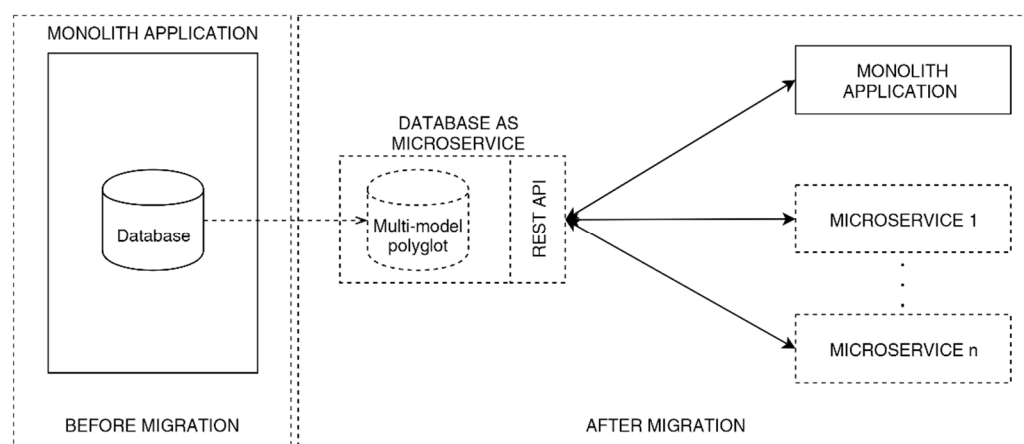 MONOLITH APPLICATION
Database
BEFORE MIGRATION
DATABASE AS
MICROSERVICE
Multi-model
polyglot
REST API
MONOLITH
APPLICATION
MICROSERVICE 1
MICROSERVICE n
AFTER MIGRATION